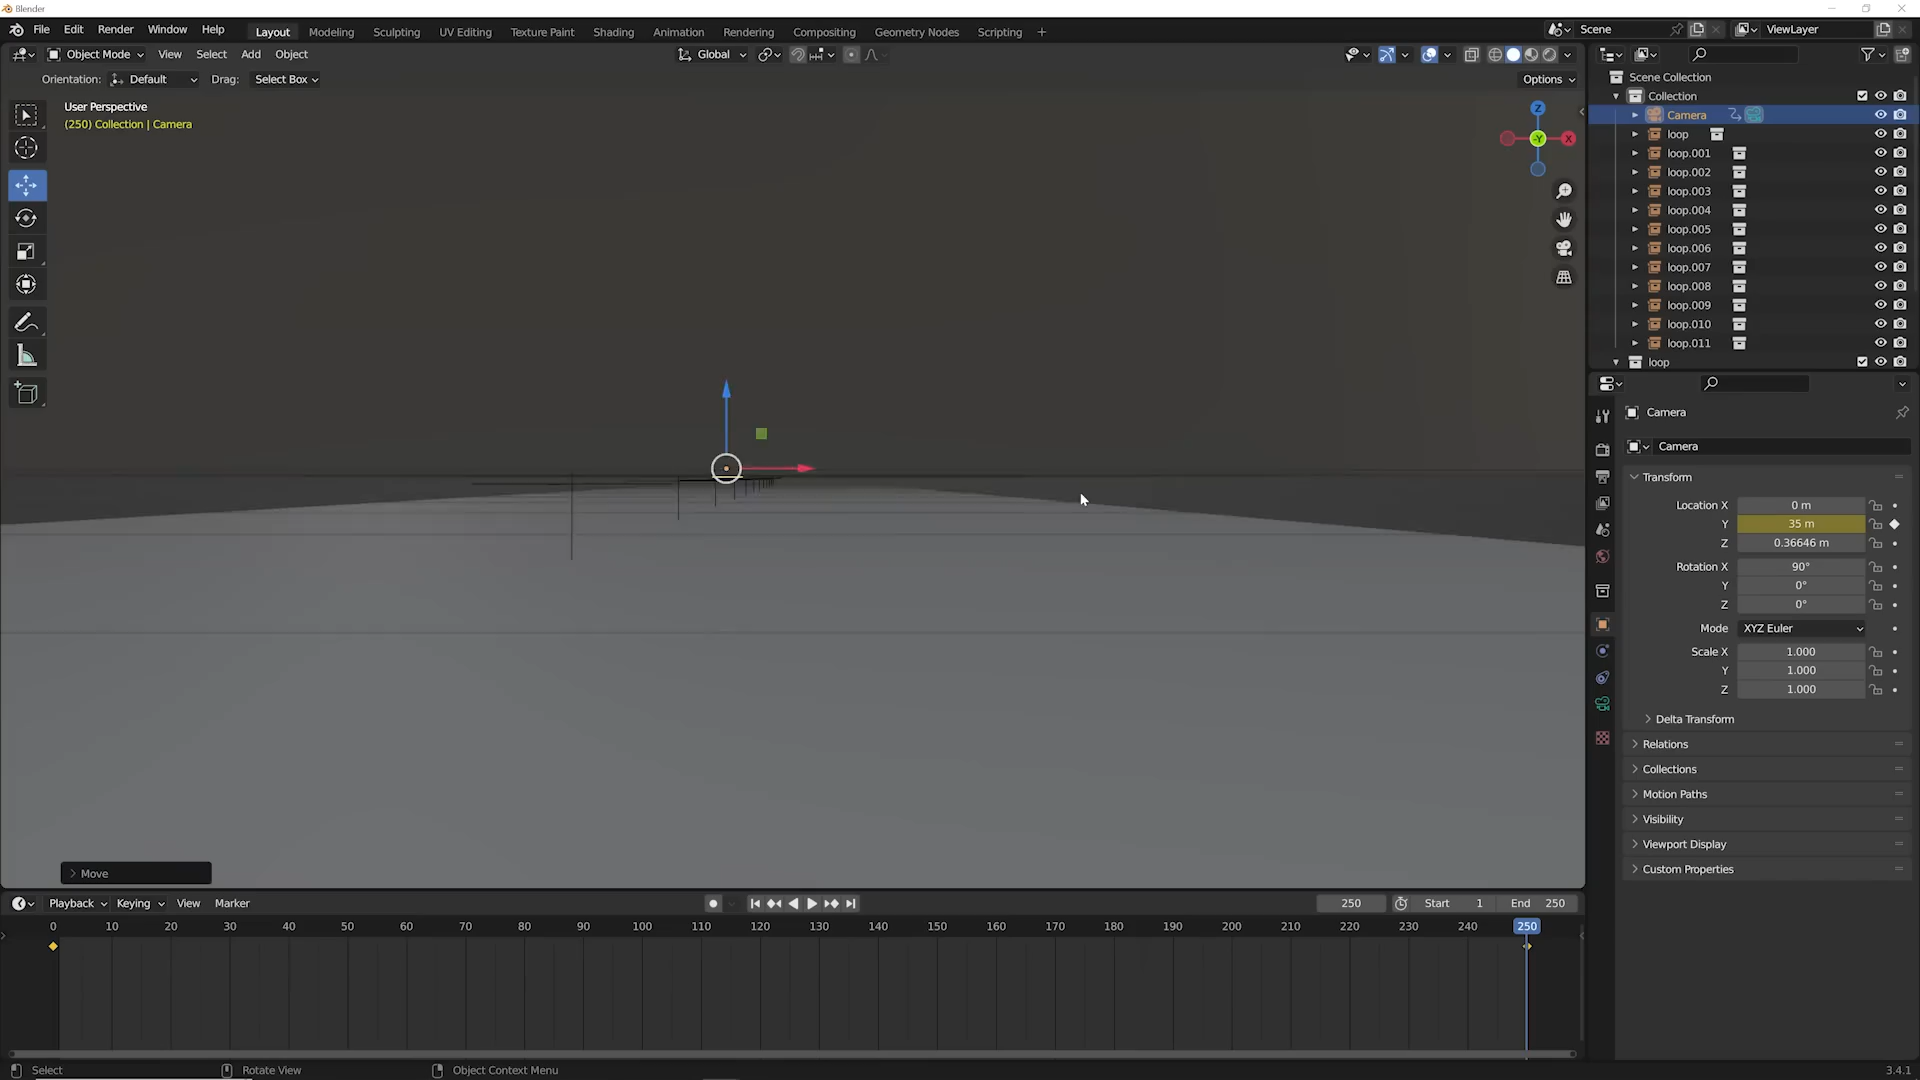 Blender
File Edit Render Window Help Layout Modeling Sculpting UV Editing Texture Paint Shading Animation Rendering Compositing Geometry Nodes Scripting + Scene ViewLayer
Object Mode View Select Add Object Global
Orientation: Default Drag: Select Box Options
User Perspective
(250) Collection | Camera
Z
-Y
X
Move
Scene Collection
Collection
Camera
loop
loop.001
loop.002
loop.003
loop.004
loop.005
loop.006
loop.007
loop.008
loop.009
loop.010
loop.011
loop
Camera
Camera
Transform
Location X 0 m
Y 35 m
Z 0.36646 m
Rotation X 90°
Y 0°
Z 0°
Mode XYZ Euler
Scale X 1.000
Y 1.000
Z 1.000
Delta Transform
Relations
Collections
Motion Paths
Visibility
Viewport Display
Custom Properties
Playback Keying View Marker 250 Start 1 End 250
0 10 20 30 40 50 60 70 80 90 100 110 120 130 140 150 160 170 180 190 200 210 220 230 240 250
Select Rotate View Object Context Menu 3.4.1